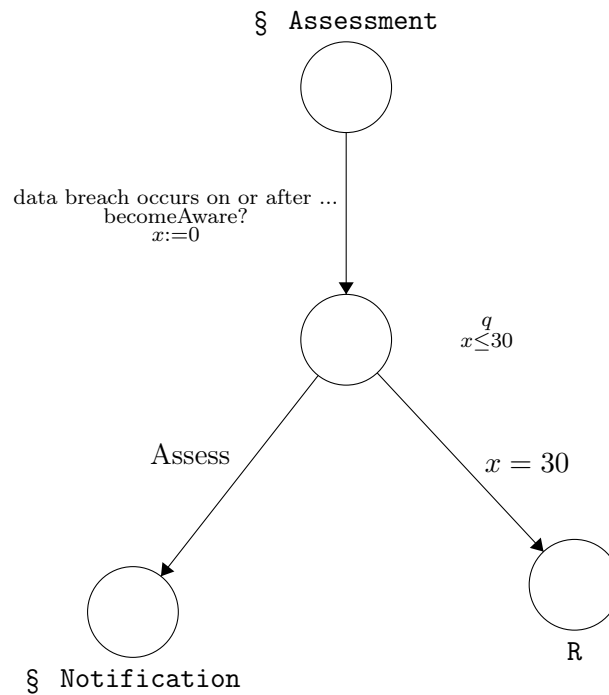 § Assessment
data breach occurs on or after ...
becomeAware?
x:=0
q
x≤30
Assess
x = 30
R
§ Notification